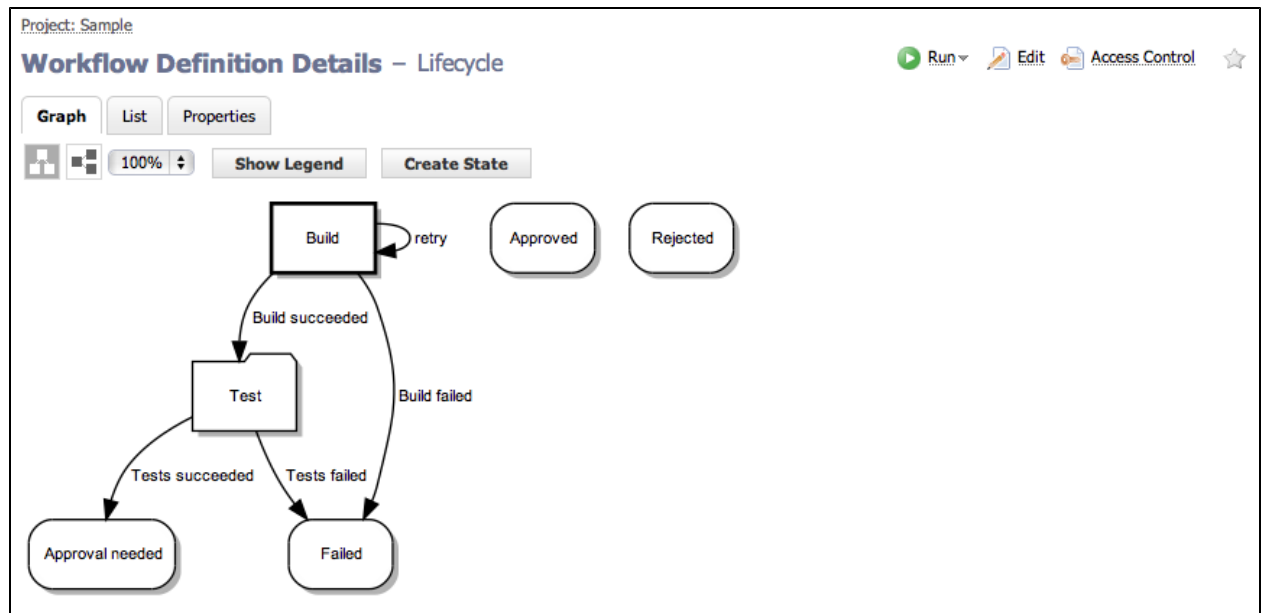 Project: Sample
Workflow Definition Details – Lifecycle
Run Edit Access Control
Graph List Properties
100% Show Legend Create State
Build retry Approved Rejected
Build succeeded
Test Build failed
Tests succeeded Tests failed
Approval needed Failed